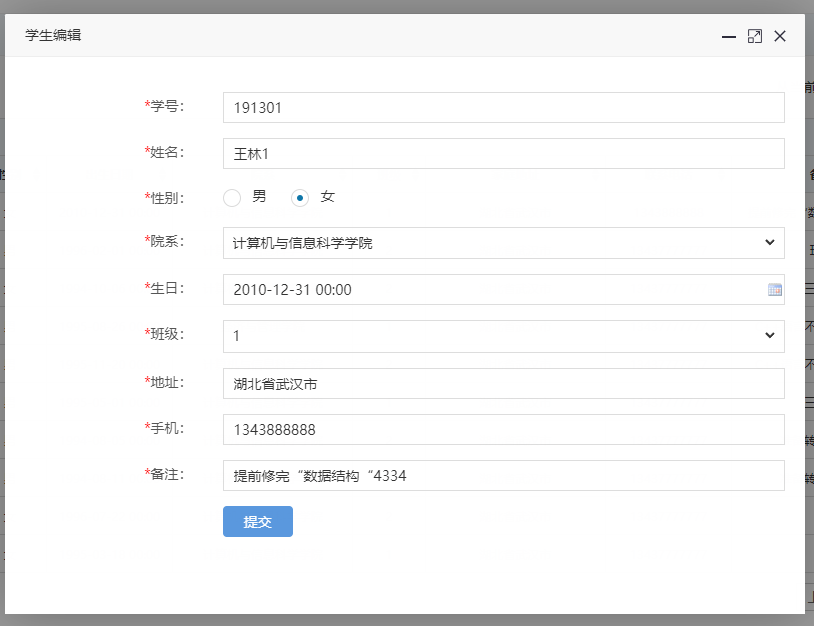 学生编辑
*学号： 191301
*姓名： 王林1
*性别： 男 女
*院系： 计算机与信息科学学院
*生日： 2010-12-31 00:00
*班级： 1
*地址： 湖北省武汉市
*手机： 1343888888
*备注： 提前修完“数据结构“4334
提交